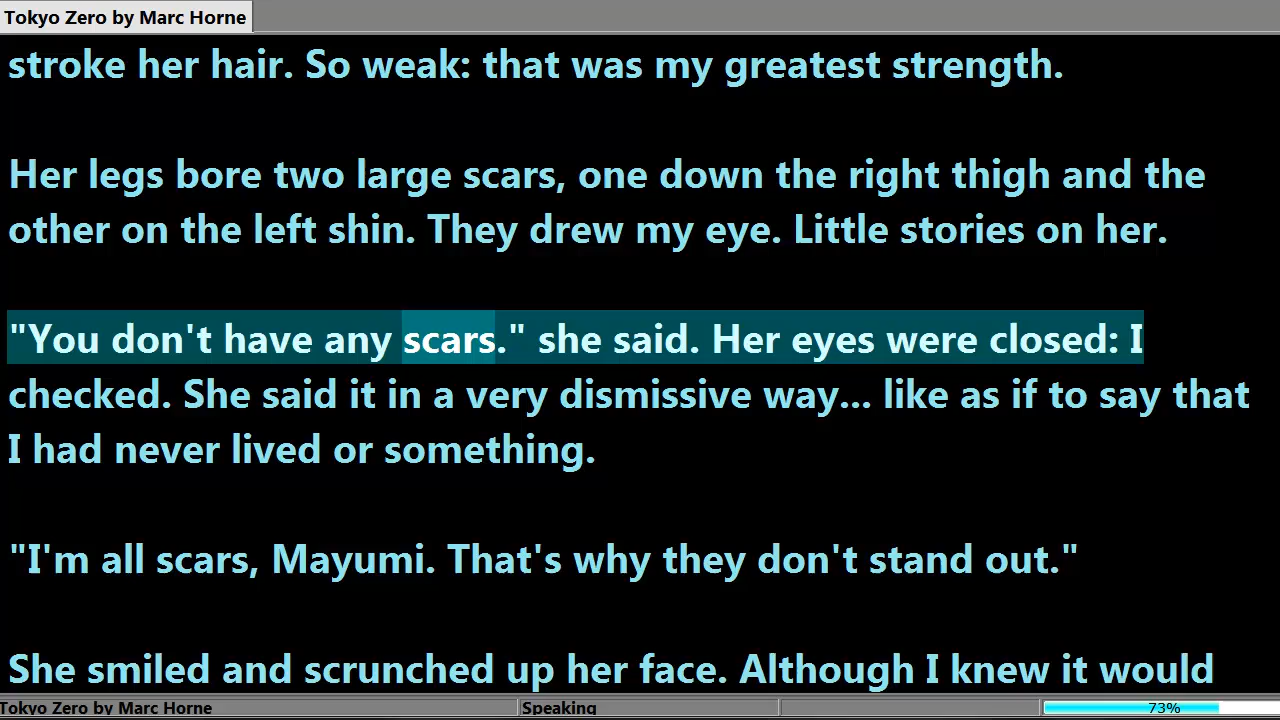 Tokyo Zero by Marc Horne
stroke her hair. So weak: that was my greatest strength.
Her legs bore two large scars, one down the right thigh and the
other on the left shin. They drew my eye. Little stories on her.
"You don't have any scars." she said. Her eyes were closed: I
checked. She said it in a very dismissive way... like as if to say that
I had never lived or something.
"I'm all scars, Mayumi. That's why they don't stand out."
She smiled and scrunched up her face. Although I knew it would
Tokyo Zero by Marc Horne Speaking 73%